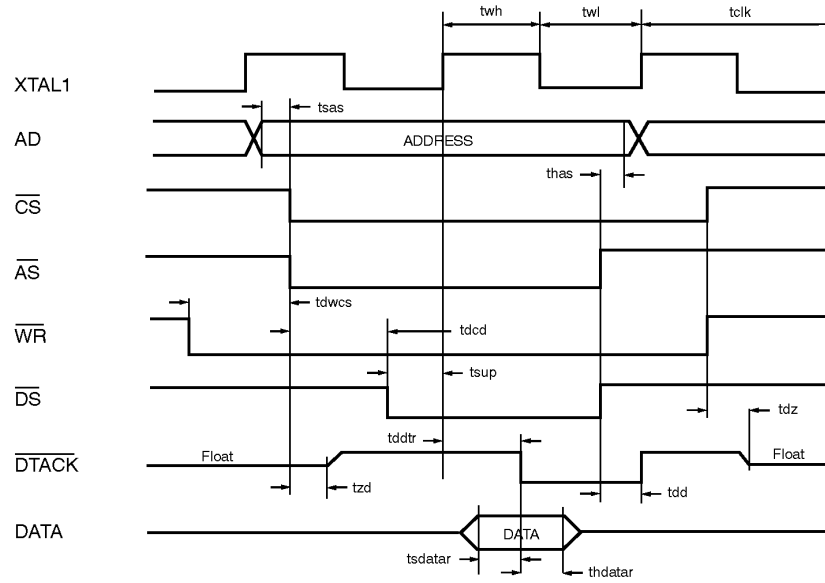 twh twl tclk
XTAL1
tsas
AD ADDRESS
thas
CS
AS
tdwcs
WR tdcd
tsup
DS
tddtr tdz
DTACK Float Float
tzd tdd
DATA DATA
tsdatar thdatar